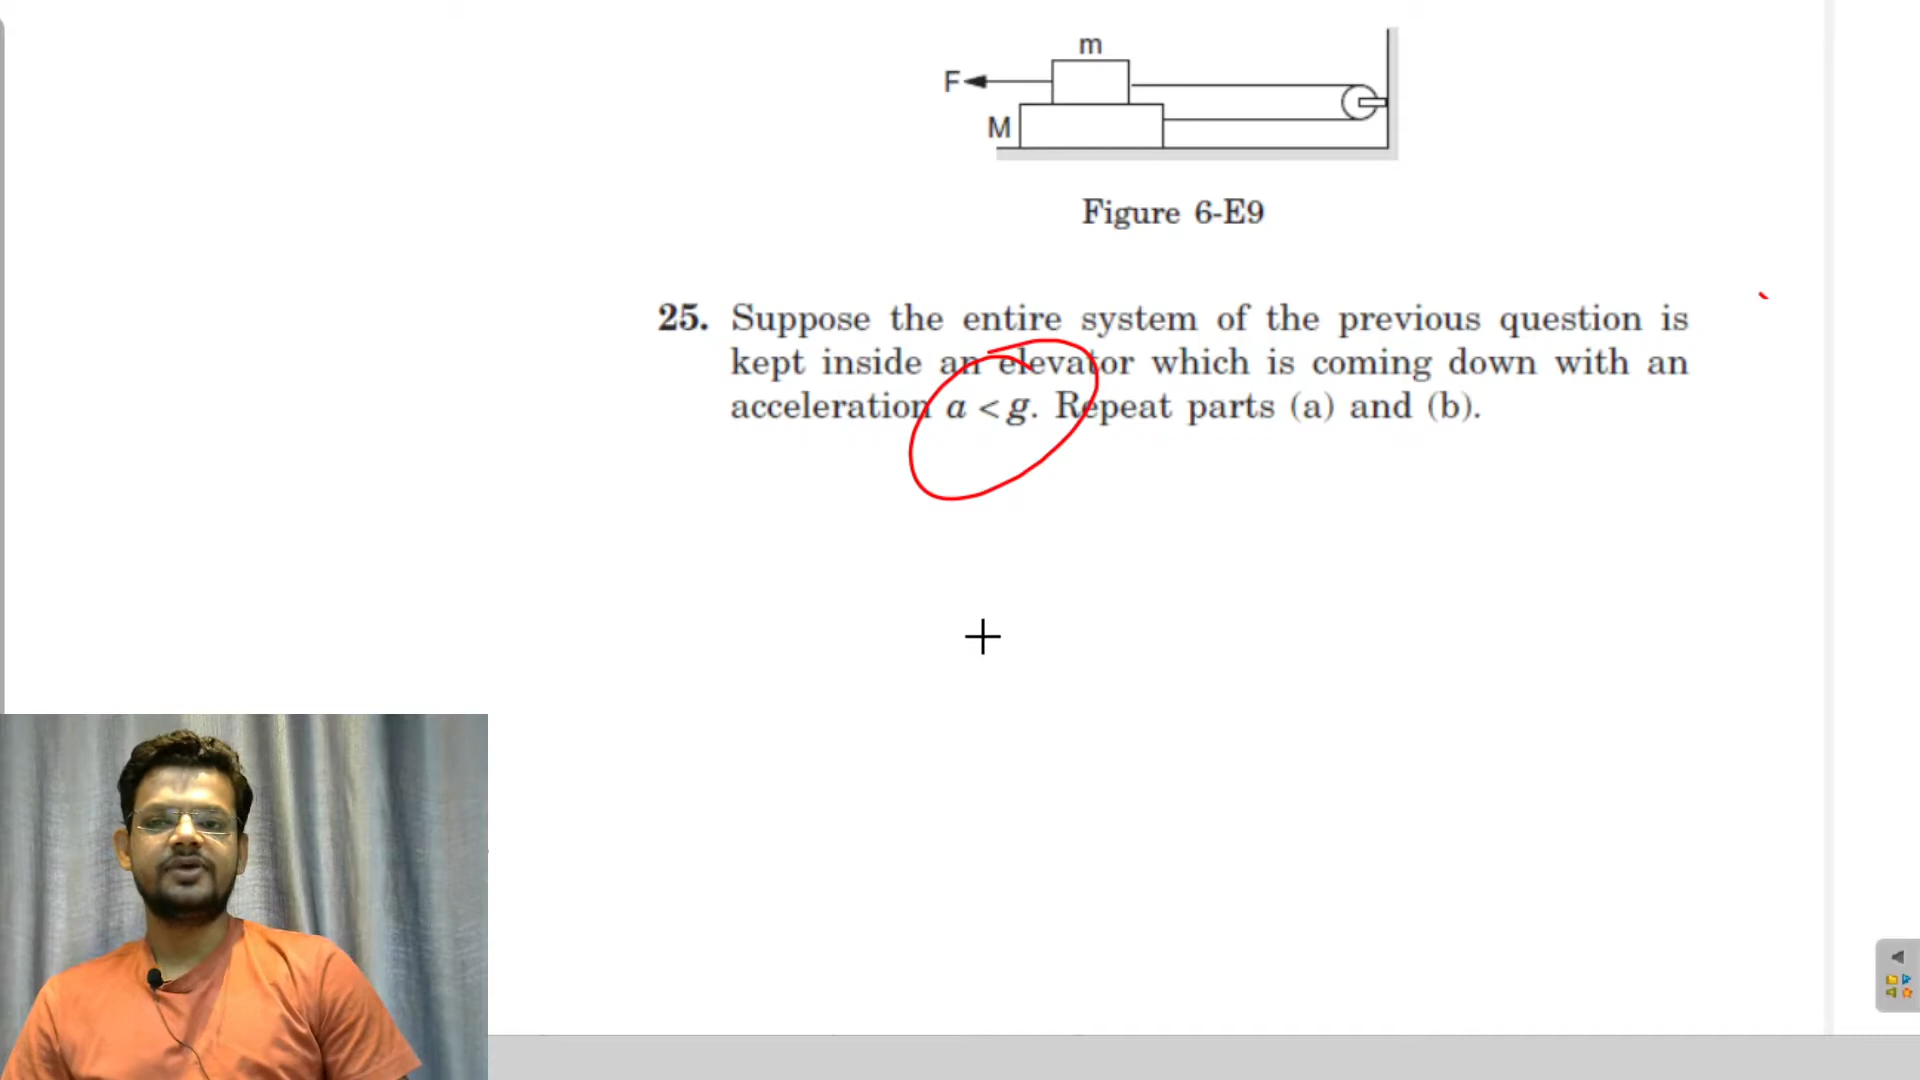 m
F
M
Figure 6-E9
25. Suppose the entire system of the previous question is
kept inside an elevator which is coming down with an
acceleration a < g. Repeat parts (a) and (b).